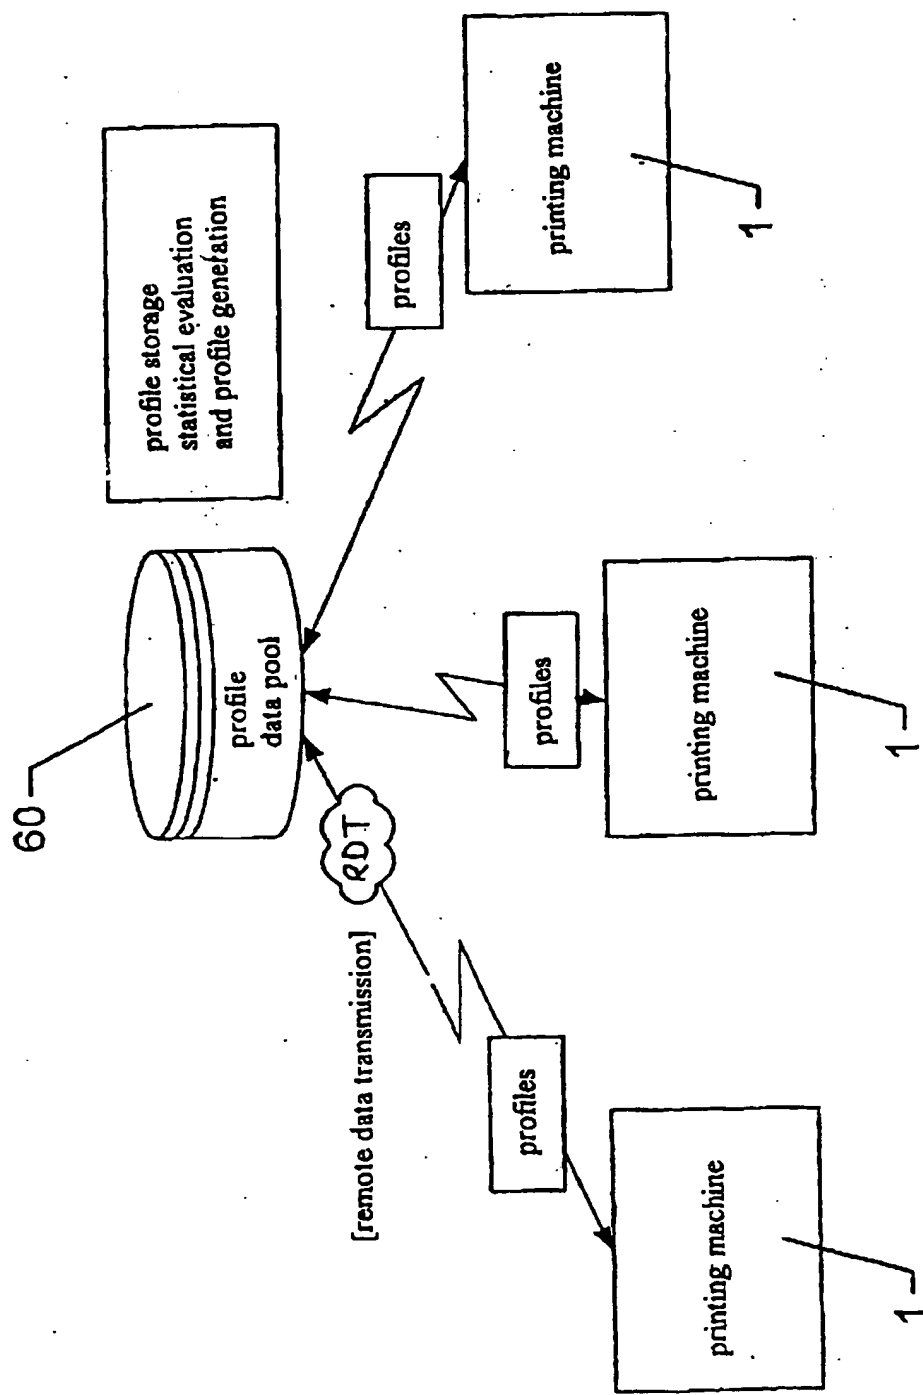 60
profile storage
statistical evaluation
and profile generation
profile
data pool
RDT
[remote data transmission]
profiles
profiles
profiles
printing machine
printing machine
printing machine
1
1
1